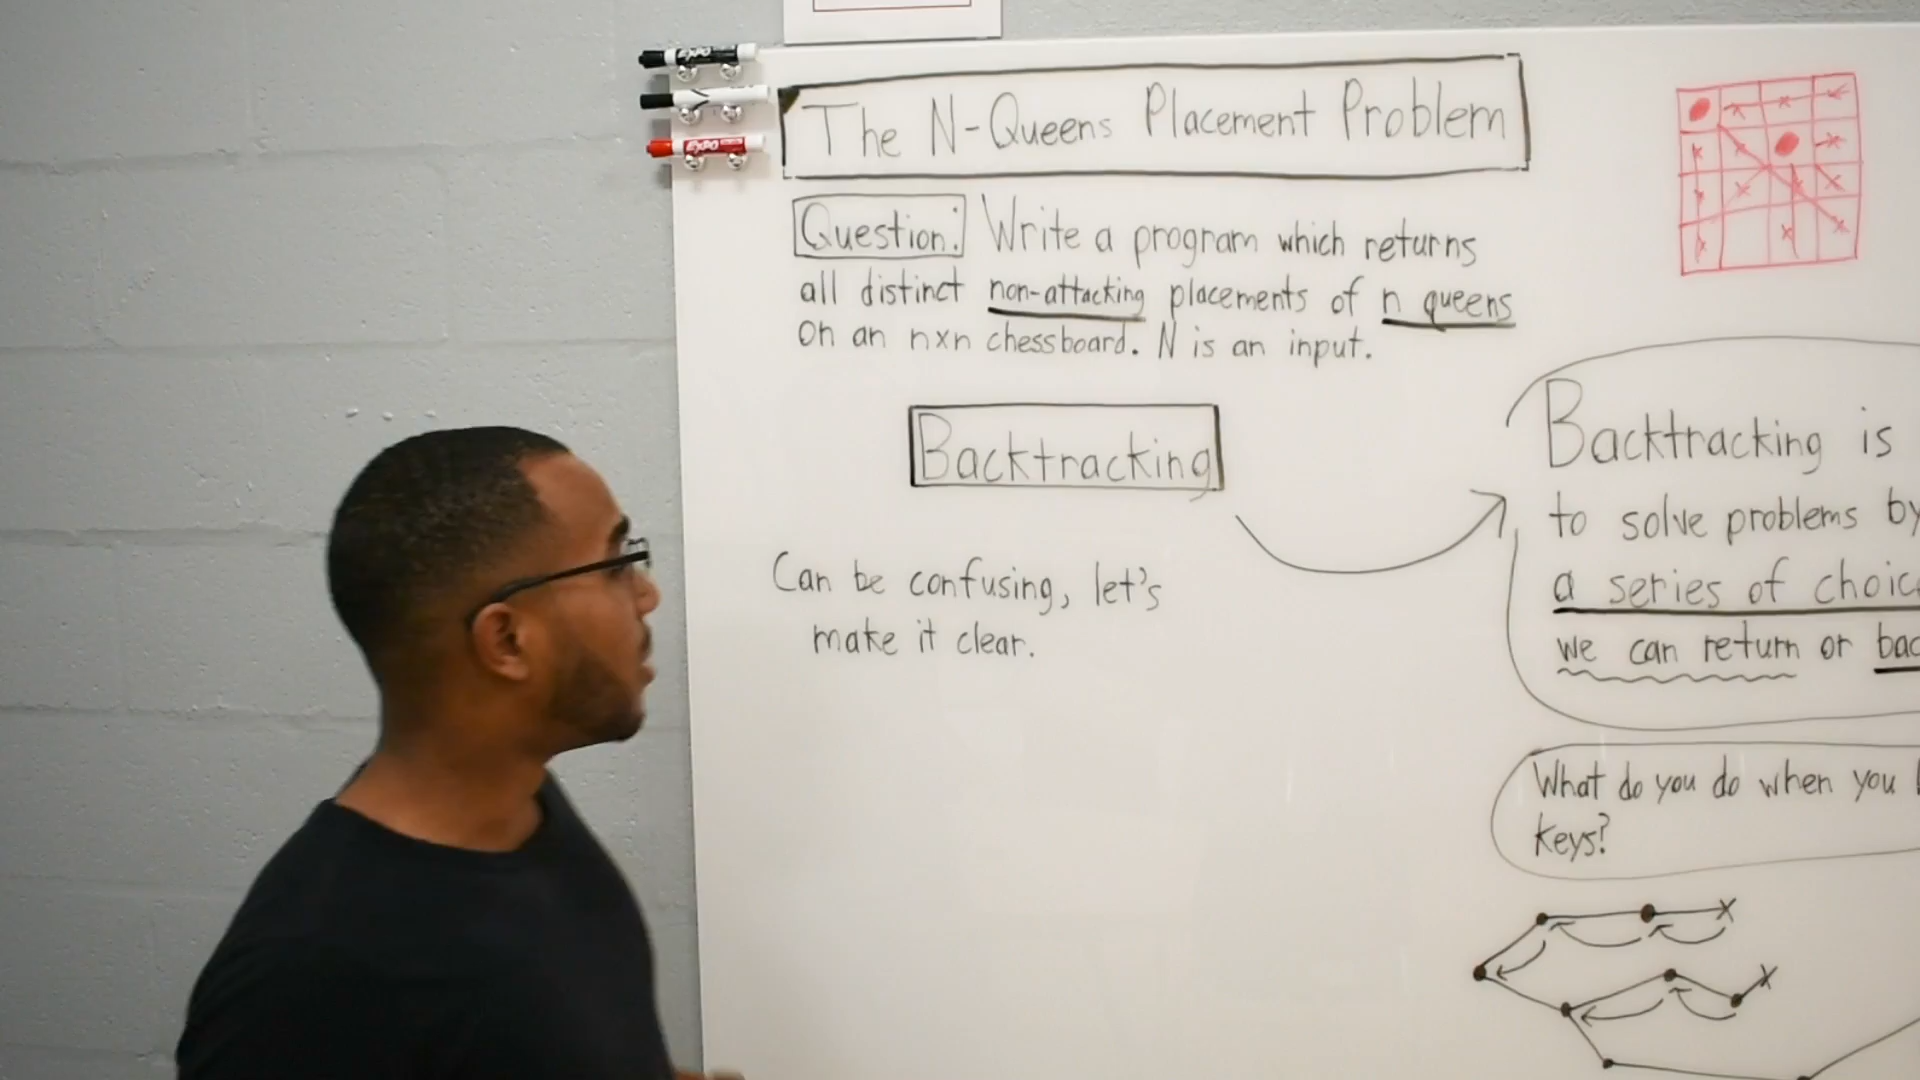 EXPO
EXPO
The N-Queens Placement Problem
Question: Write a program which returns
all distinct non-attacking placements of n queens
on an nxn chessboard. N is an input.
Backtracking
Can be confusing, let's
make it clear.
Backtracking is
to solve problems by
a series of choic
we can return or bac
What do you do when you
keys?